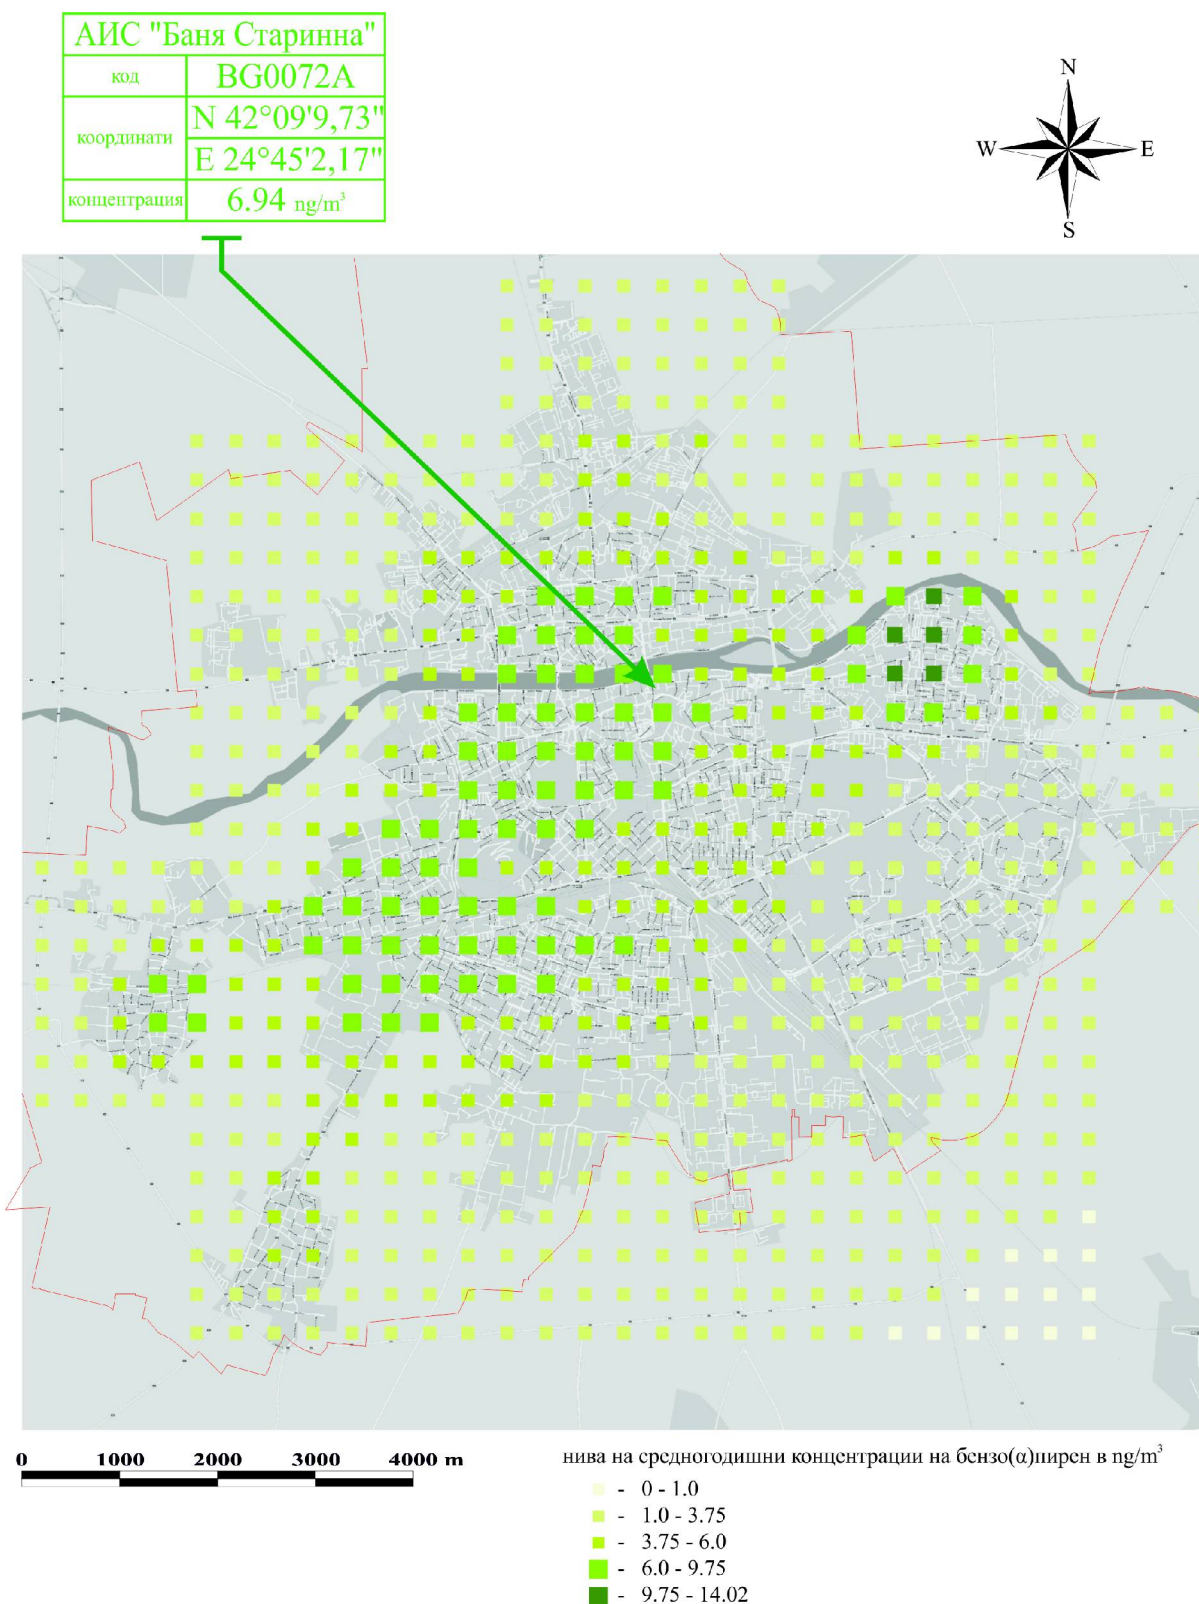 АИС "Баня Старинна"
код BG0072A
координати N 42°09'9,73"
E 24°45'2,17"
концентрация 6.94 ng/m³
N
W E
S
0 1000 2000 3000 4000 m
нива на средногодишни концентрации на бензо(α)пирен в ng/m³
- 0 - 1.0
- 1.0 - 3.75
- 3.75 - 6.0
- 6.0 - 9.75
- 9.75 - 14.02